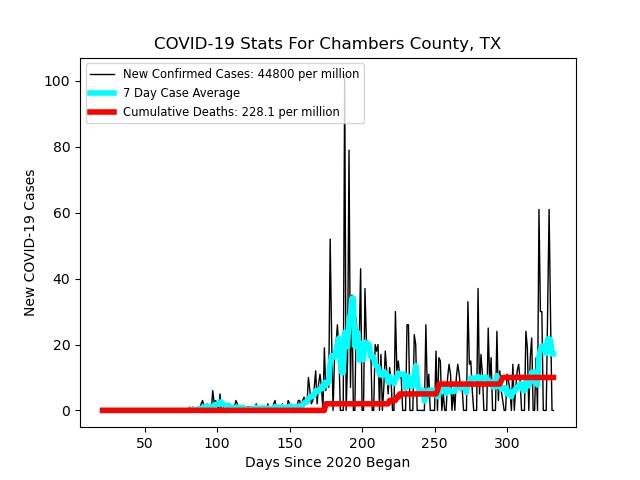 COVID-19 Stats For Chambers County, TX
New Confirmed Cases: 44800 per million
7 Day Case Average
Cumulative Deaths: 228.1 per million
New COVID-19 Cases
100
80
60
40
20
0
50
100
150
200
250
300
Days Since 2020 Began